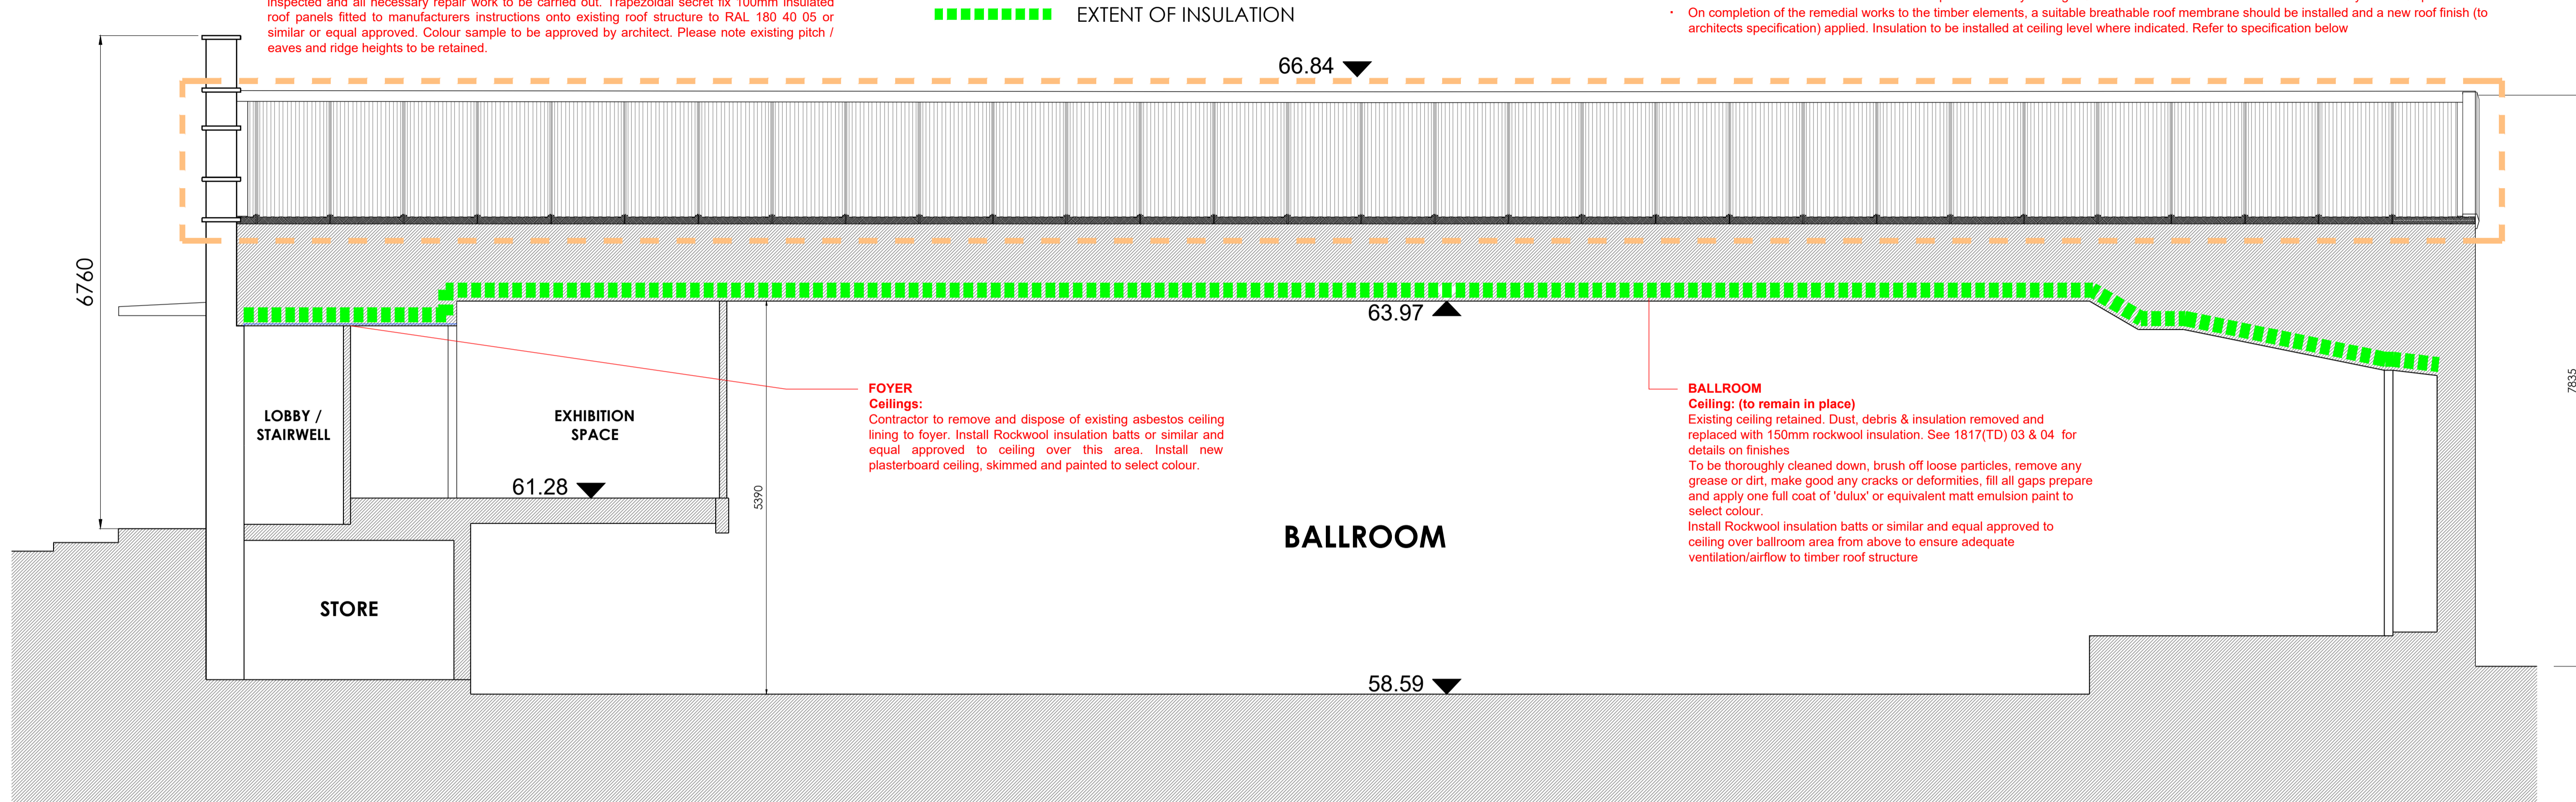 inspected and all necessary repair work to be carried out. Trapezoidal secret fix 100mm insulated
roof panels fitted to manufacturers instructions onto existing roof structure to RAL 180 40 05 or
similar or equal approved. Colour sample to be approved by architect. Please note existing pitch /
eaves and ridge heights to be retained.
EXTENT OF INSULATION
· On completion of the remedial works to the timber elements, a suitable breathable roof membrane should be installed and a new roof finish (to
architects specification) applied. Insulation to be installed at ceiling level where indicated. Refer to specification below
66.84
6760
63.97
7835
FOYER
Ceilings:
Contractor to remove and dispose of existing asbestos ceiling
lining to foyer. Install Rockwool insulation batts or similar and
equal approved to ceiling over this area. Install new
plasterboard ceiling, skimmed and painted to select colour.
BALLROOM
Ceiling: (to remain in place)
Existing ceiling retained. Dust, debris & insulation removed and
replaced with 150mm rockwool insulation. See 1817(TD) 03 & 04 for
details on finishes
To be thoroughly cleaned down, brush off loose particles, remove any
grease or dirt, make good any cracks or deformities, fill all gaps prepare
and apply one full coat of 'dulux' or equivalent matt emulsion paint to
select colour.
Install Rockwool insulation batts or similar and equal approved to
ceiling over ballroom area from above to ensure adequate
ventilation/airflow to timber roof structure
LOBBY /
STAIRWELL
EXHIBITION
SPACE
61.28
5390
BALLROOM
STORE
58.59